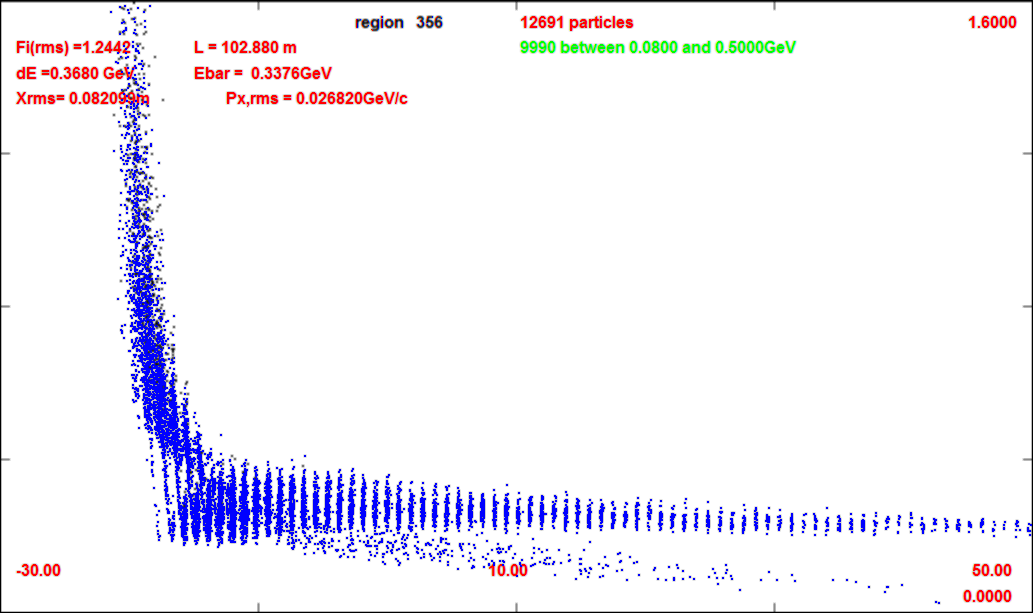 region 356 12691 particles 1.6000
Fi(rms) =1.2442 L = 102.880 m 9990 between 0.0800 and 0.5000GeV
dE =0.3680 GeV Ebar = 0.3376GeV
Xrms= 0.082099m Px,rms = 0.026820GeV/c
-30.00 10.00 50.00
0.0000